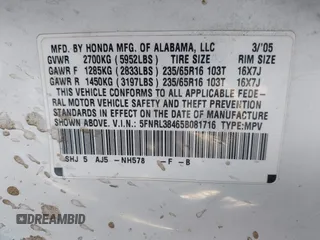 MFD. BY HONDA MFG. OF ALABAMA, LLC 3/'05
GVWR 2700KG (5952LBS) TIRE SIZE RIM SIZE
GAWR F 1285KG (2833LBS) 235/65R16 103T 16X7J
GAWR R 1450KG (3197LBS) 235/65R16 103T 16X7J
THIS VEHICLE CONFORMS TO ALL APPLICABLE FEDE-
RAL MOTOR VEHICLE SAFETY AND THEFT PREVENTION
STANDARDS IN EFFECT ON THE DATE OF MANUFACTURE
SHOWN ABOVE. V.I.N: 5FNRL38465B081716 TYPE:MPV
SHJ 5 AJ5 -NH578 F -B
DREAMBID